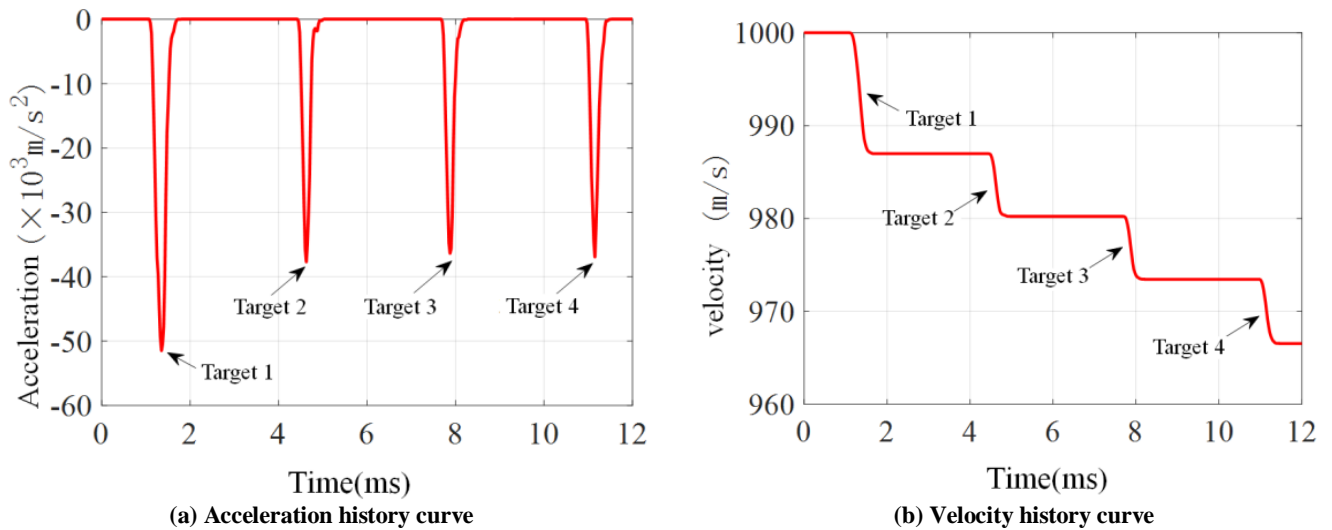 0
-10
-20
-30
-40
-50
-60
Acceleration (×10³m/s²)
Target 1
Target 2
Target 3
Target 4
0 2 4 6 8 10 12
Time(ms)
(a) Acceleration history curve
1000
990
980
970
960
velocity (m/s)
Target 1
Target 2
Target 3
Target 4
0 2 4 6 8 10 12
Time(ms)
(b) Velocity history curve